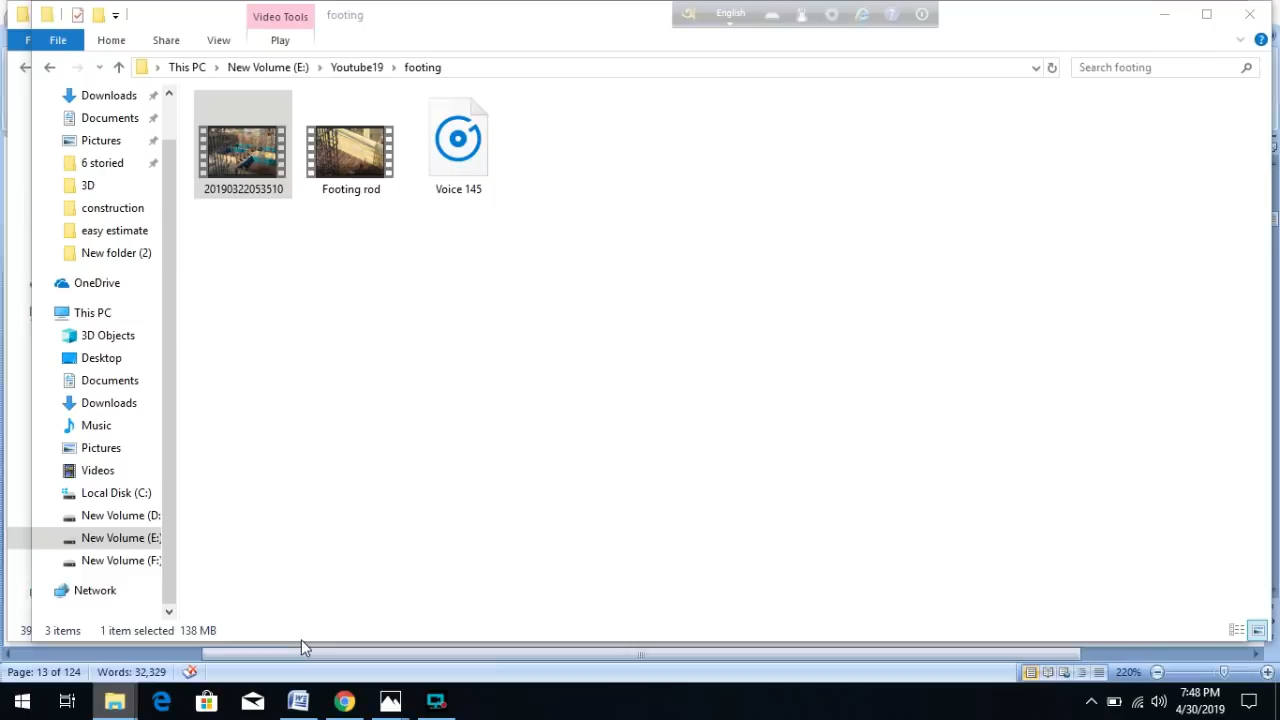 Video Tools
footing
English
F
File
Home
Share
View
Play
This PC
New Volume (E:)
Youtube19
footing
Search footing
Downloads
Documents
Pictures
6 storied
3D
construction
easy estimate
New folder (2)
OneDrive
This PC
3D Objects
Desktop
Documents
Downloads
Music
Pictures
Videos
Local Disk (C:)
New Volume (D:
New Volume (E:)
New Volume (F:)
Network
20190322053510
Footing rod
Voice 145
39
3 items
1 item selected
138 MB
Page: 13 of 124
Words: 32,329
220%
7:48 PM
4/30/2019